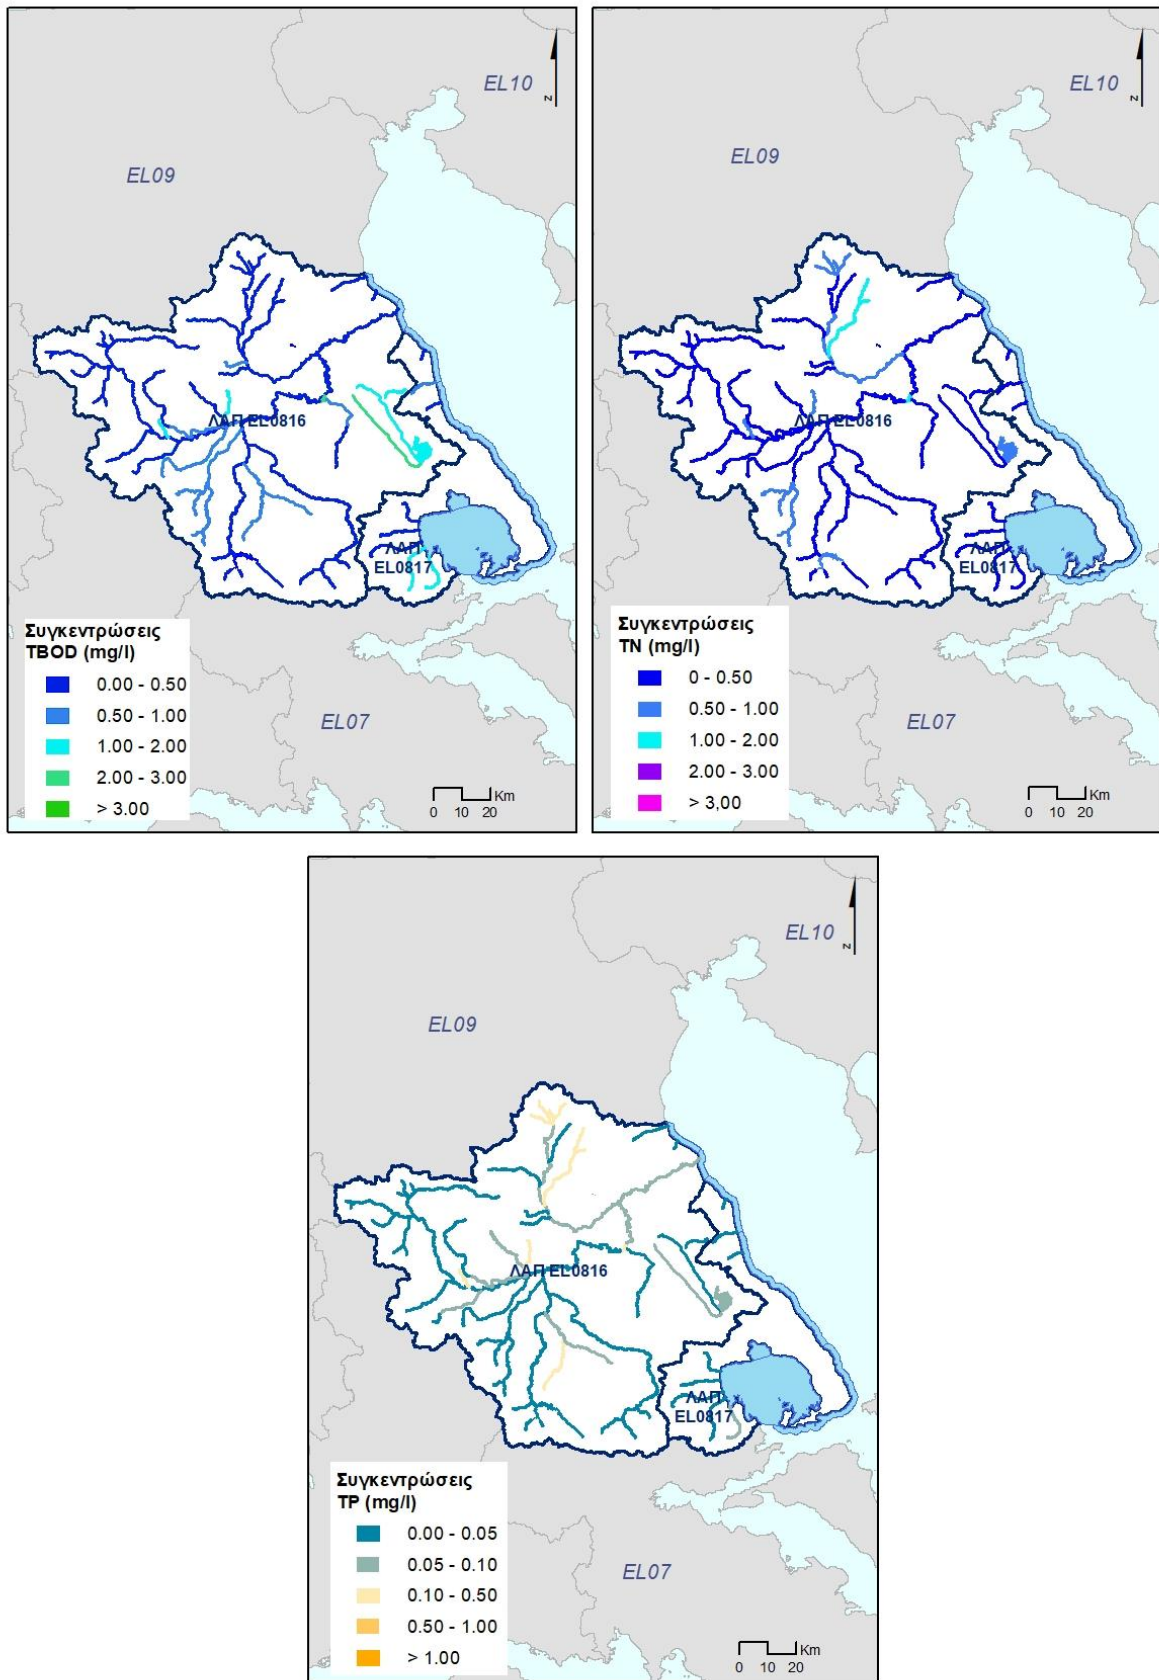 EL10
N
EL09
ΛΑΠ EL0816
ΛΑΠ
EL0817
Συγκεντρώσεις
TBOD (mg/l)
0.00 - 0.50
0.50 - 1.00
1.00 - 2.00
2.00 - 3.00
> 3.00
EL07
Km
0 10 20
EL10
N
EL09
ΛΑΠ EL0816
ΛΑΠ
EL0817
Συγκεντρώσεις
TN (mg/l)
0 - 0.50
0.50 - 1.00
1.00 - 2.00
2.00 - 3.00
> 3,00
EL07
Km
0 10 20
EL10
N
EL09
ΛΑΠ EL0816
ΛΑΠ
EL0817
Συγκεντρώσεις
TP (mg/l)
0.00 - 0.05
0.05 - 0.10
0.10 - 0.50
0.50 - 1.00
> 1.00
EL07
Km
0 10 20